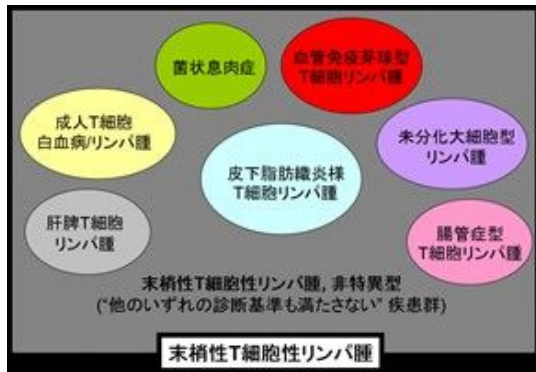 菌状息肉症
血管免疫芽球型
T細胞リンパ腫
成人T細胞
白血病/リンパ腫
未分化大細胞型
リンパ腫
皮下脂肪織炎様
T細胞リンパ腫
肝脾T細胞
リンパ腫
腸管症型
T細胞リンパ腫
末梢性T細胞性リンパ腫, 非特異型
(“他のいずれの診断基準も満たさない” 疾患群)
末梢性T細胞性リンパ腫